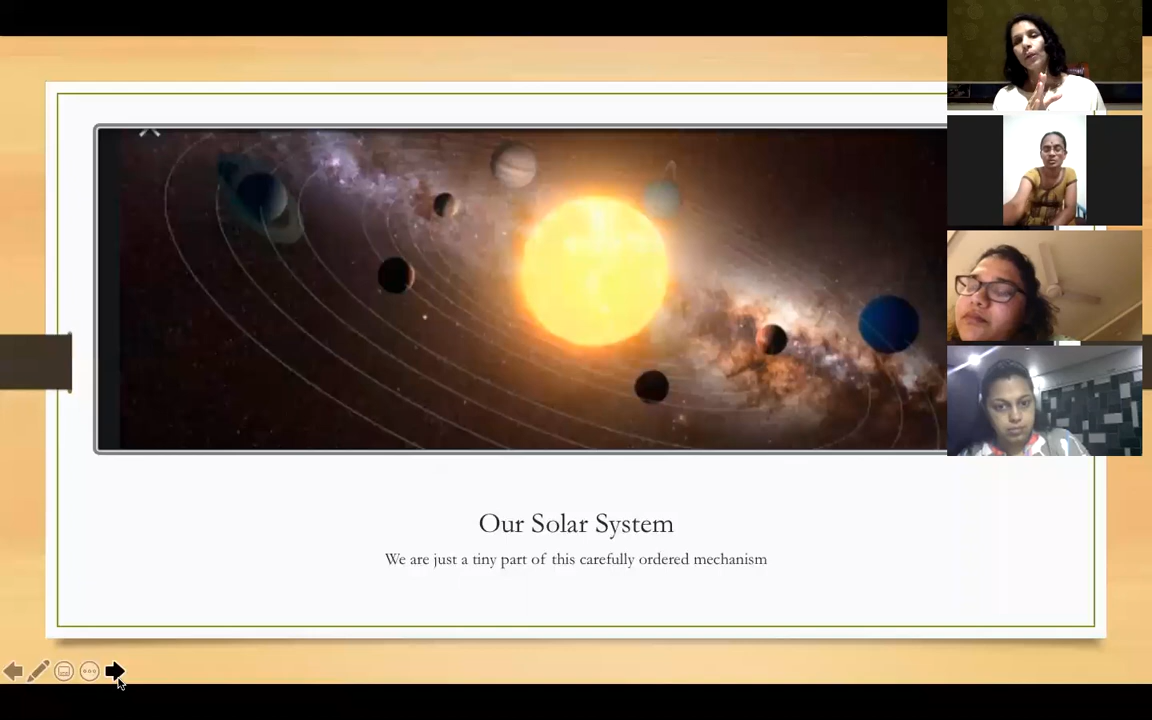 Our Solar System
We are just a tiny part of this carefully ordered mechanism